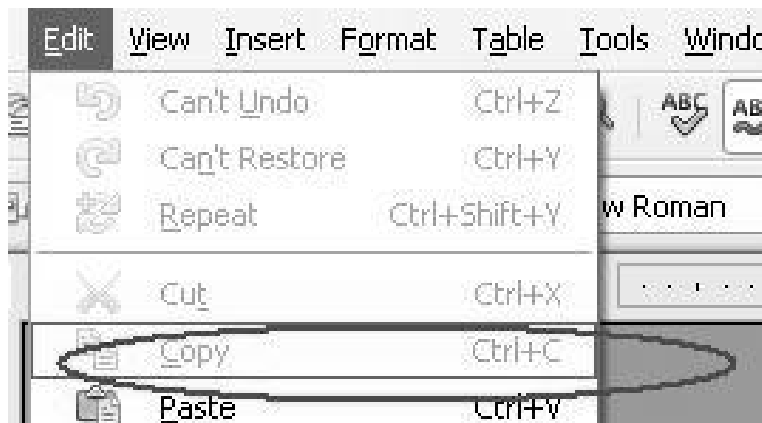 Edit View Insert Format Table Tools Windo
Can't Undo Ctrl+Z
ABC
Can't Restore Ctrl+Y
Repeat Ctrl+Shift+Y
w Roman
Cut Ctrl+X
Copy Ctrl+C
Paste Ctrl+V